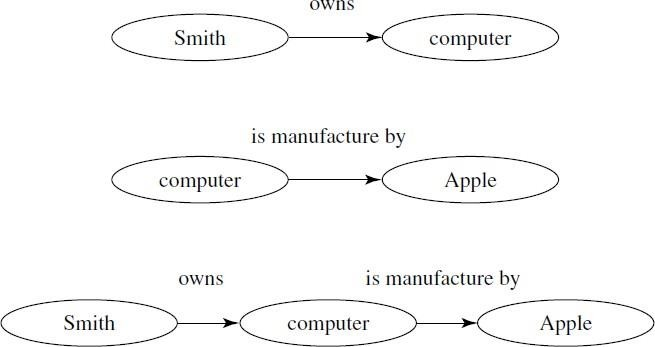 owns
Smith computer
is manufacture by
computer Apple
owns is manufacture by
Smith computer Apple